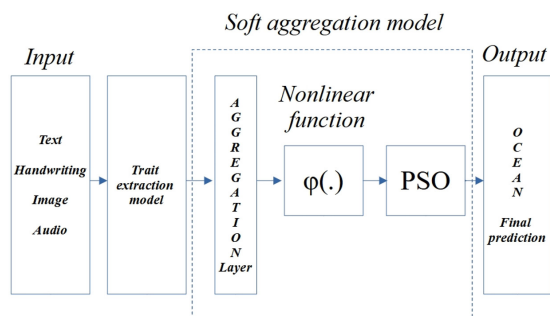 Soft aggregation model
Input
Output
Nonlinear
function
Text
Handwriting
Image
Audio
Trait
extraction
model
A
G
G
R
E
G
A
T
I
O
N
Layer
φ(.)
PSO
O
C
E
A
N
Final
prediction